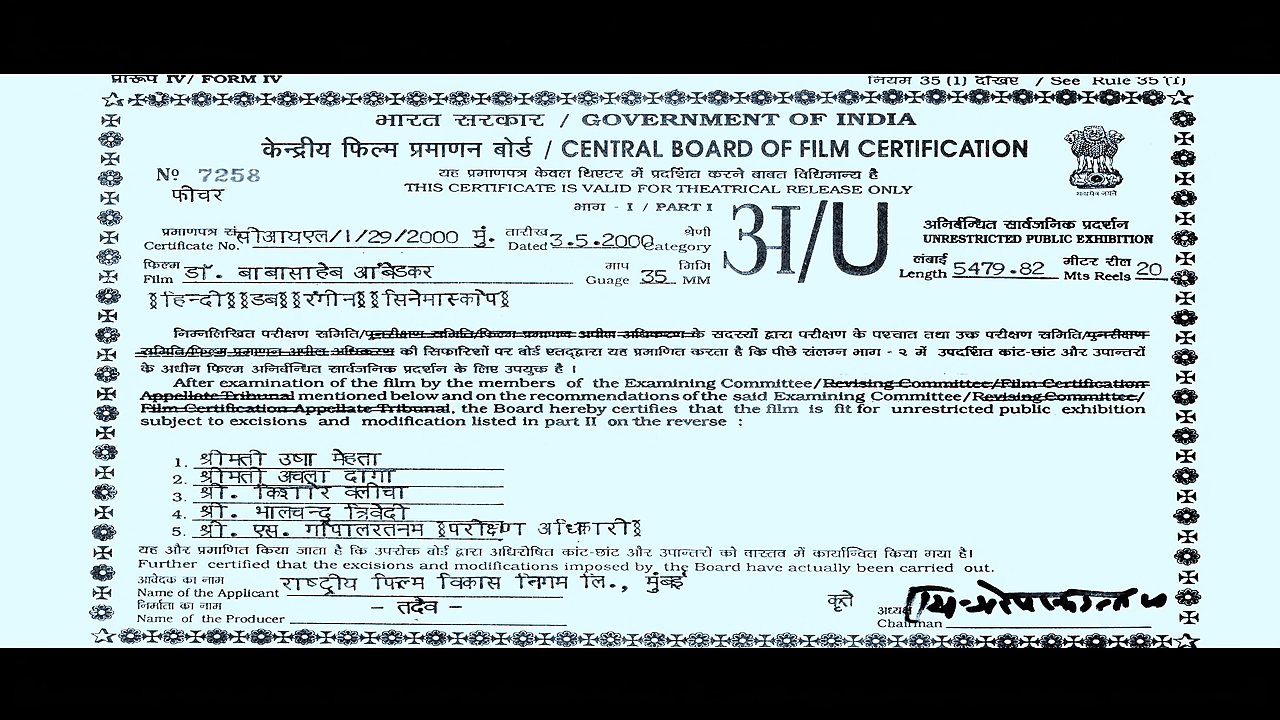 प्रारूप IV/ FORM IV
नियम 35 (1) देखिए / See Rule 35 (1)
भारत सरकार / GOVERNMENT OF INDIA
केन्द्रीय फिल्म प्रमाणन बोर्ड / CENTRAL BOARD OF FILM CERTIFICATION
यह प्रमाणपत्र केवल थिएटर में प्रदर्शित करने बाबत विधिमान्य है
Nº 7258
THIS CERTIFICATE IS VALID FOR THEATRICAL RELEASE ONLY
फीचर
भाग - I / PART I
अ/U
अनिर्बन्धित सार्वजनिक प्रदर्शन
UNRESTRICTED PUBLIC EXHIBITION
प्रमाणपत्र सं. सीआयएल/1/29/2000 मुं. तारीख श्रेणी
Certificate No. Dated 3.5.2000 Category
लंबाई मीटर रील
Length 5479.82 Mts Reels 20
फिल्म डॉ. बाबासाहेब आंबेडकर माप मिमि
Film Guage 35 MM
हिन्दी डब रंगीन सिनेमास्कोप
निम्नलिखित परीक्षण समिति/पुनरीक्षण समिति/फिल्म प्रमाणन अपील अधिकरण के सदस्यों द्वारा परीक्षण के पश्चात तथा उक्त परीक्षण समिति/पुनरीक्षण
समिति/फिल्म प्रमाणन अपील अधिकरण की सिफारिशों पर बोर्ड एतद्द्वारा यह प्रमाणित करता है कि पीछे संलग्न भाग - २ में उपदर्शित कांट-छांट और उपान्तरों
के अधीन फिल्म अनिर्बन्धित सार्वजनिक प्रदर्शन के लिए उपयुक्त है ।
After examination of the film by the members of the Examining Committee/Revising Committee/Film Certification
Appellate Tribunal mentioned below and on the recommendations of the said Examining Committee/Revising Committee/
Film Certification Appellate Tribunal, the Board hereby certifies that the film is fit for unrestricted public exhibition
subject to excisions and modification listed in part II on the reverse :
1. श्रीमती उषा मेहता
2. श्रीमती अचला दागा
3. श्री. किशोर क्लीचा
4. श्री. भालचन्द्र त्रिवेदी
5. श्री. एस. गोपालरतनम परीक्षण अधिकारी
यह और प्रमाणित किया जाता है कि उपरोक्त बोर्ड द्वारा अधिरोषित कांट-छांट और उपान्तरों को वास्तव में कार्यान्वित किया गया है।
Further certified that the excisions and modifications imposed by, the Board have actually been carried out.
आवेदक का नाम राष्ट्रीय फिल्म विकास निगम लि., मुंबई
Name of the Applicant
निर्माता का नाम - तदैव -
Name of the Producer
कृते
अध्यक्ष
Chairman